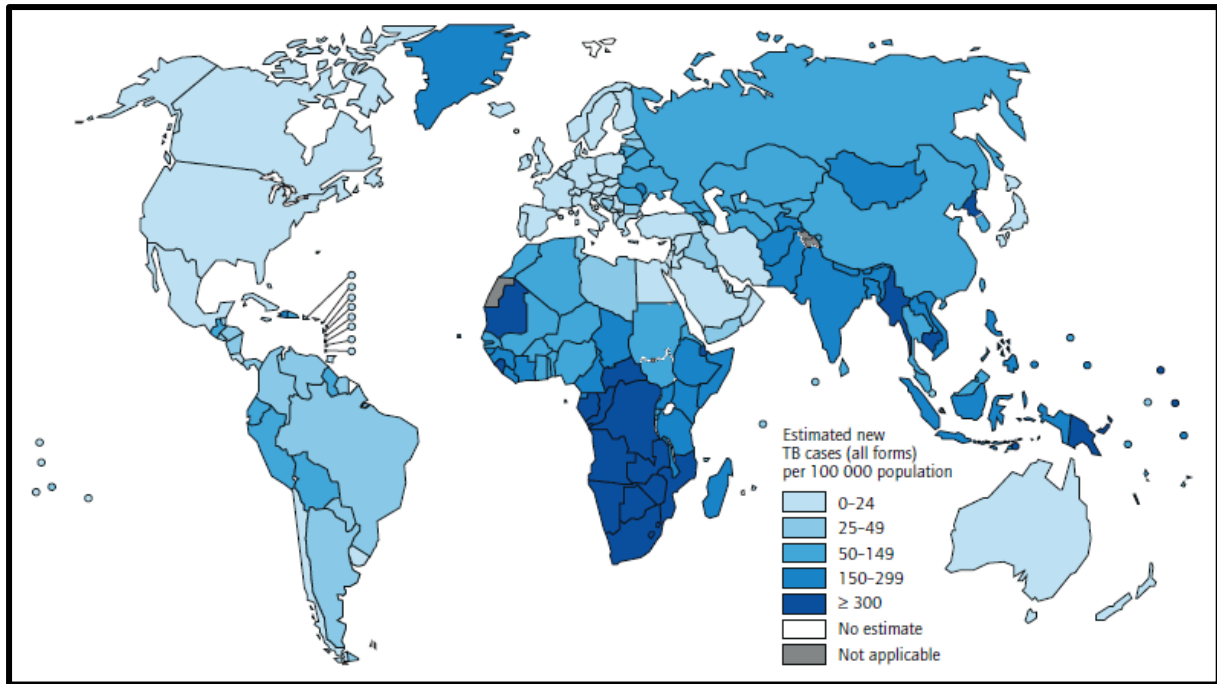 Estimated new
TB cases (all forms)
per 100 000 population
0–24
25–49
50–149
150–299
≥ 300
No estimate
Not applicable